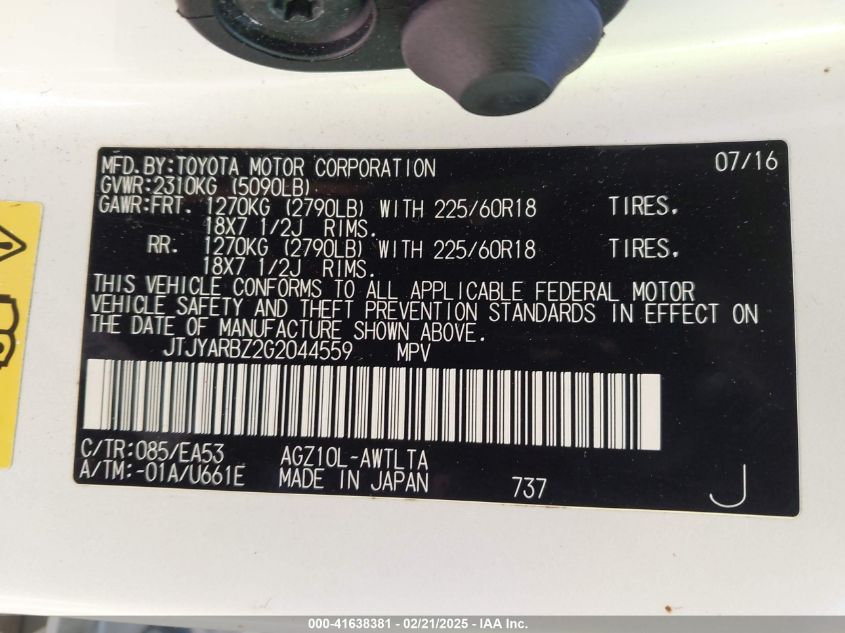 MFD.BY:TOYOTA MOTOR CORPORATION 07/16
GVWR:2310KG (5090LB)
GAWR:FRT. 1270KG (2790LB) WITH 225/60R18 TIRES.
18X7 1/2J RIMS.
RR. 1270KG (2790LB) WITH 225/60R18 TIRES.
18X7 1/2J RIMS.
THIS VEHICLE CONFORMS TO ALL APPLICABLE FEDERAL MOTOR
VEHICLE SAFETY AND THEFT PREVENTION STANDARDS IN EFFECT ON
THE DATE OF MANUFACTURE SHOWN ABOVE.
JTJYARBZ2G2044559 MPV
C/TR:085/EA53 AGZ10L-AWTLTA
A/TM:-01A/U661E MADE IN JAPAN 737 J
000-41638381 - 02/21/2025 - IAA Inc.